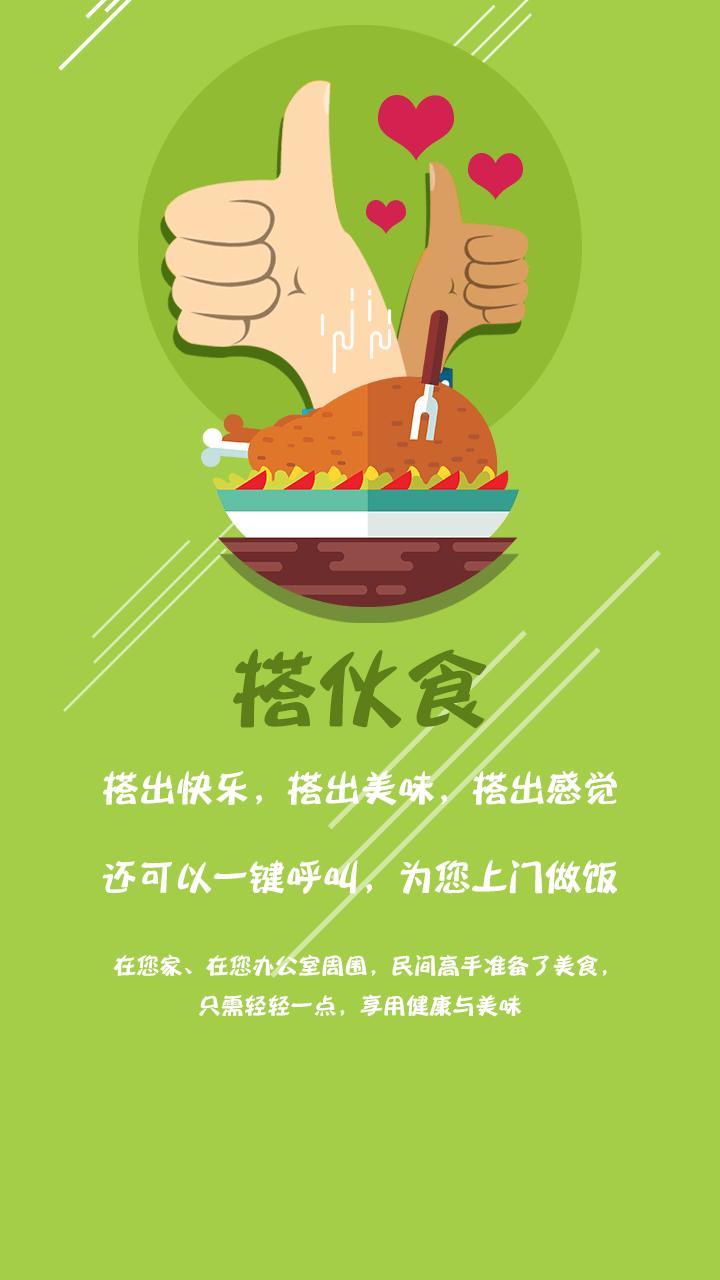 搭伙食
搭出快乐，搭出美味，搭出感觉
还可以一键呼叫，为您上门做饭
在您家、在您办公室周围，民间高手准备了美食，
只需轻轻一点，享用健康与美味